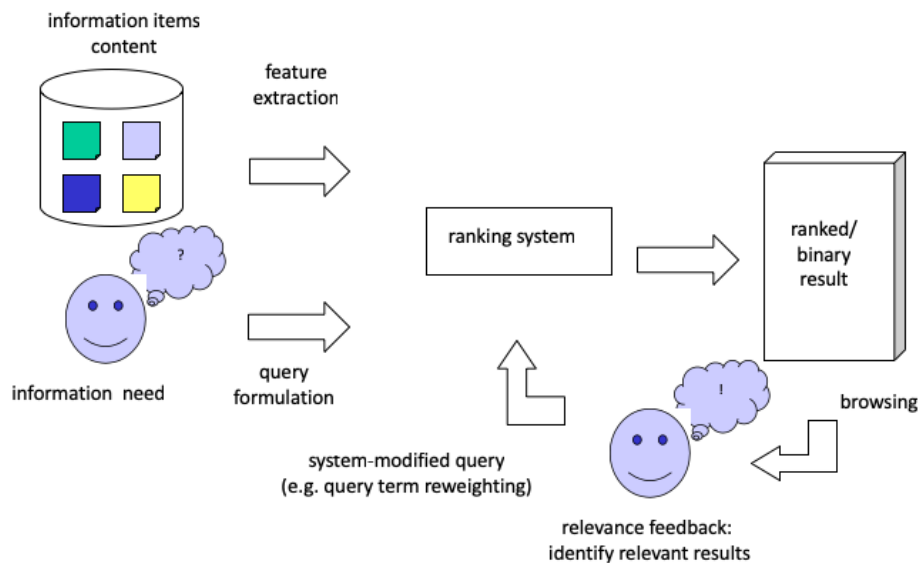 information items
content
feature
extraction
?
information need
query
formulation
ranking system
ranked/
binary
result
browsing
!
system-modified query
(e.g. query term reweighting)
relevance feedback:
identify relevant results